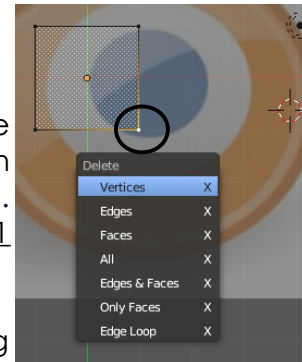 Delete
Vertices X
Edges X
Faces X
All X
Edges & Faces X
Only Faces X
Edge Loop X